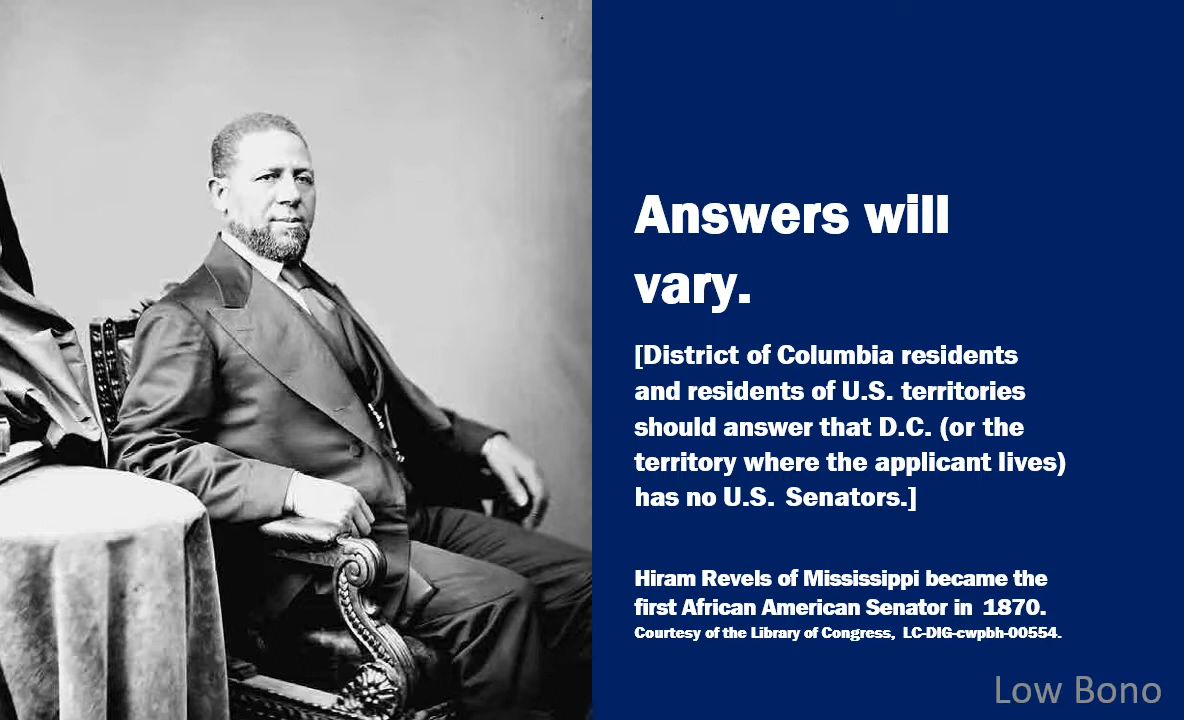 Answers will
vary.
[District of Columbia residents
and residents of U.S. territories
should answer that D.C. (or the
territory where the applicant lives)
has no U.S. Senators.]
Hiram Revels of Mississippi became the
first African American Senator in 1870.
Courtesy of the Library of Congress, LC-DIG-cwpbh-00554.
Low Bono